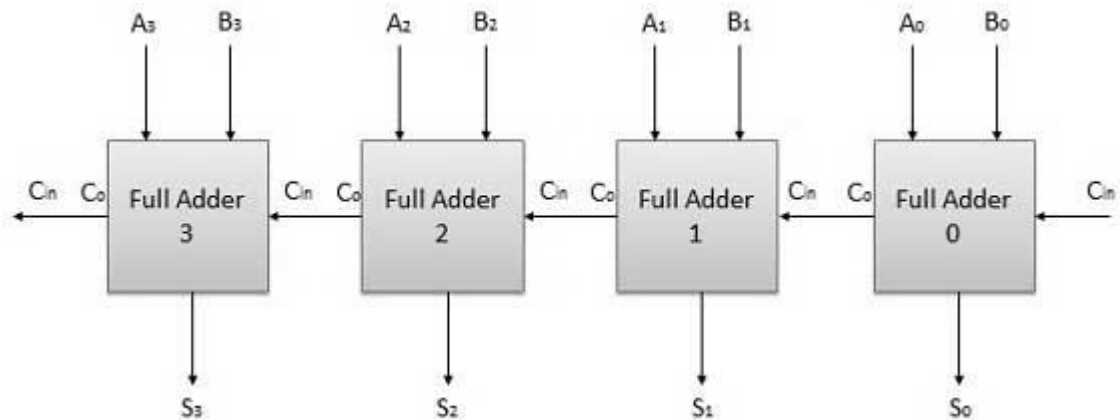 A₃ B₃ A₂ B₂ A₁ B₁ A₀ B₀
Cin Co Full Adder Cin Co Full Adder Cin Co Full Adder Cin Co Full Adder Cin
3 2 1 0
S₃ S₂ S₁ S₀